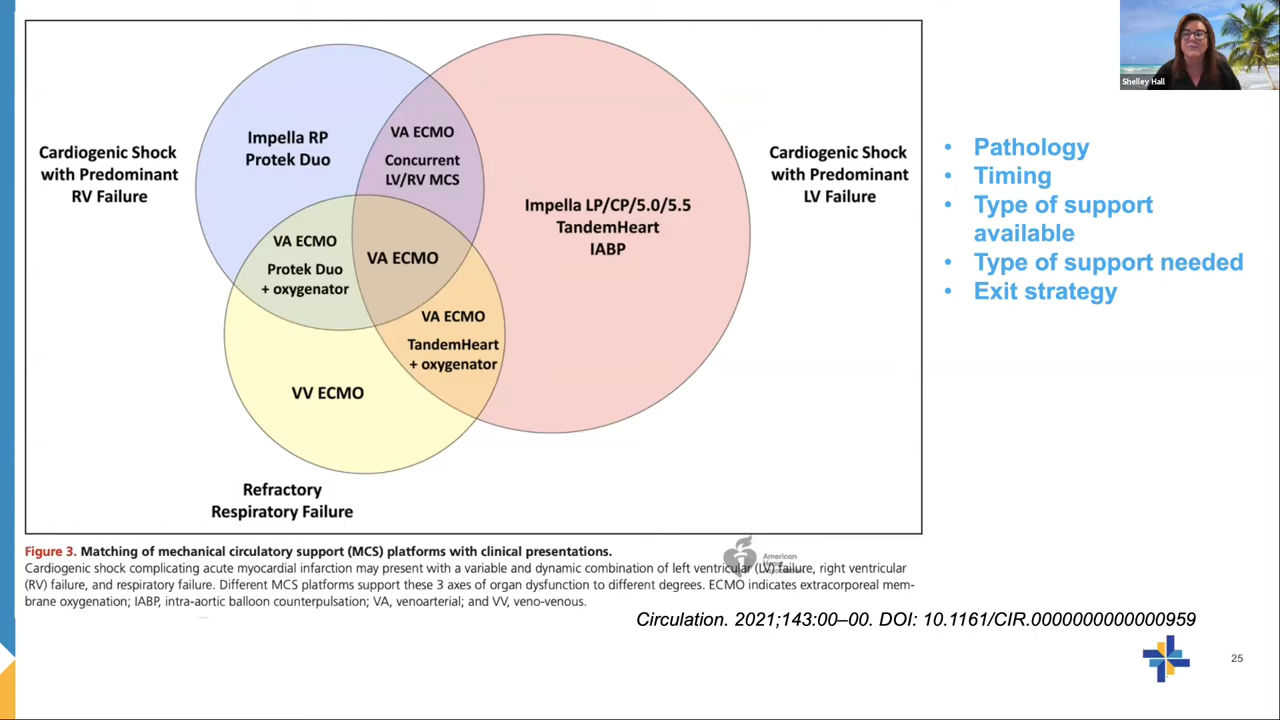 Shelley Hall
Cardiogenic Shock
with Predominant
RV Failure
Impella RP
Protek Duo
VA ECMO
Concurrent
LV/RV MCS
Impella LP/CP/5.0/5.5
TandemHeart
IABP
Cardiogenic Shock
with Predominant
LV Failure
VA ECMO
Protek Duo
+ oxygenator
VA ECMO
VA ECMO
TandemHeart
+ oxygenator
VV ECMO
Refractory
Respiratory Failure
• Pathology
• Timing
• Type of support
available
• Type of support needed
• Exit strategy
Figure 3. Matching of mechanical circulatory support (MCS) platforms with clinical presentations.
Cardiogenic shock complicating acute myocardial infarction may present with a variable and dynamic combination of left ventricular (LV) failure, right ventricular
(RV) failure, and respiratory failure. Different MCS platforms support these 3 axes of organ dysfunction to different degrees. ECMO indicates extracorporeal mem-
brane oxygenation; IABP, intra-aortic balloon counterpulsation; VA, venoarterial; and VV, veno-venous.
American
Circulation. 2021;143:00–00. DOI: 10.1161/CIR.0000000000000959
25